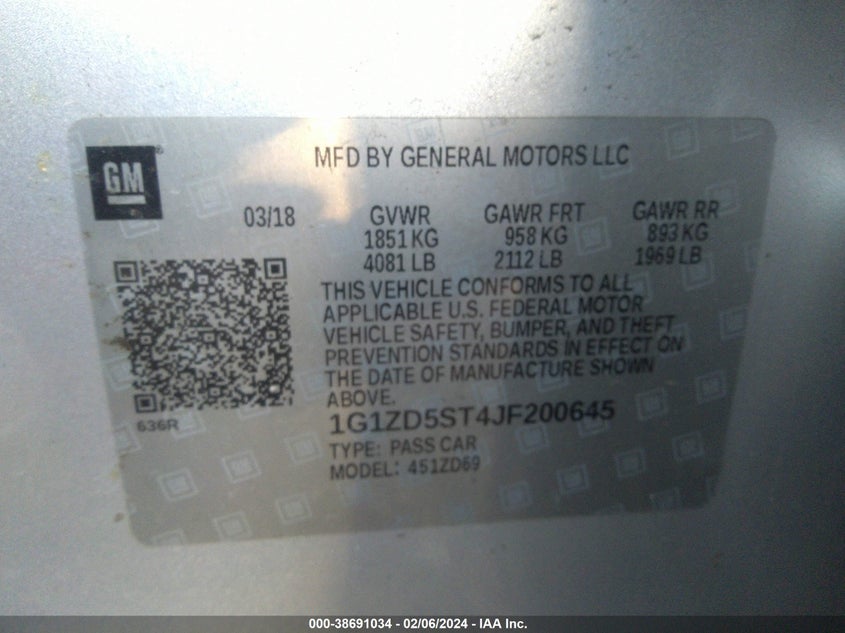 GM®
MFD BY GENERAL MOTORS LLC
03/18 GVWR GAWR FRT GAWR RR
1851 KG 958 KG 893 KG
4081 LB 2112 LB 1969 LB
THIS VEHICLE CONFORMS TO ALL
APPLICABLE U.S. FEDERAL MOTOR
VEHICLE SAFETY, BUMPER, AND THEFT
PREVENTION STANDARDS IN EFFECT ON
THE DATE OF MANUFACTURE SHOWN
ABOVE.
636R
1G1ZD5ST4JF200645
TYPE: PASS CAR
MODEL: 451ZD69
000-38691034 - 02/06/2024 - IAA Inc.